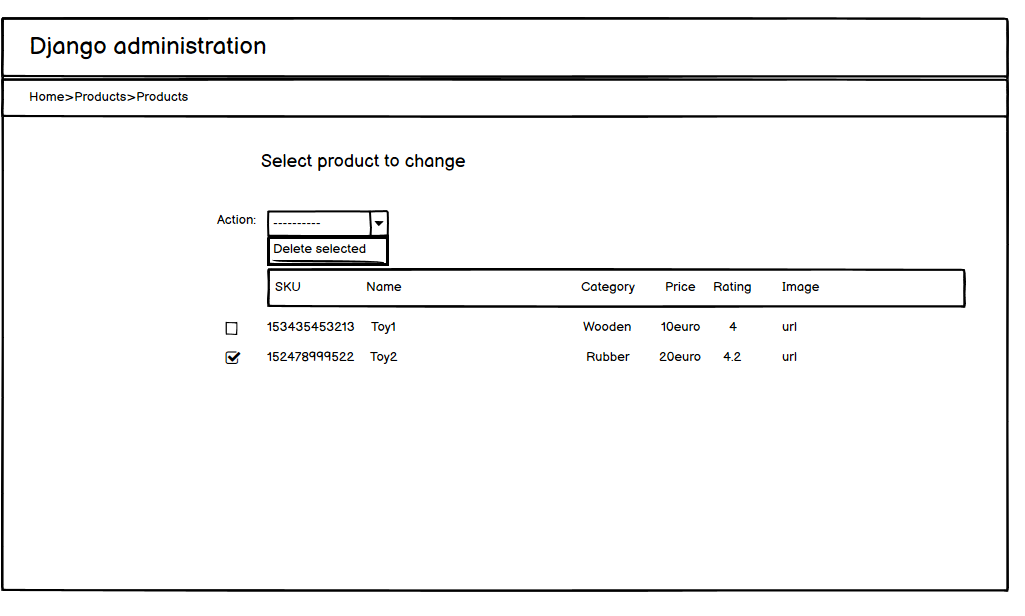 Django administration
Home>Products>Products
Select product to change
Action: ----------
Delete selected
SKU Name Category Price Rating Image
153435453213 Toy1 Wooden 10euro 4 url
152478999522 Toy2 Rubber 20euro 4.2 url